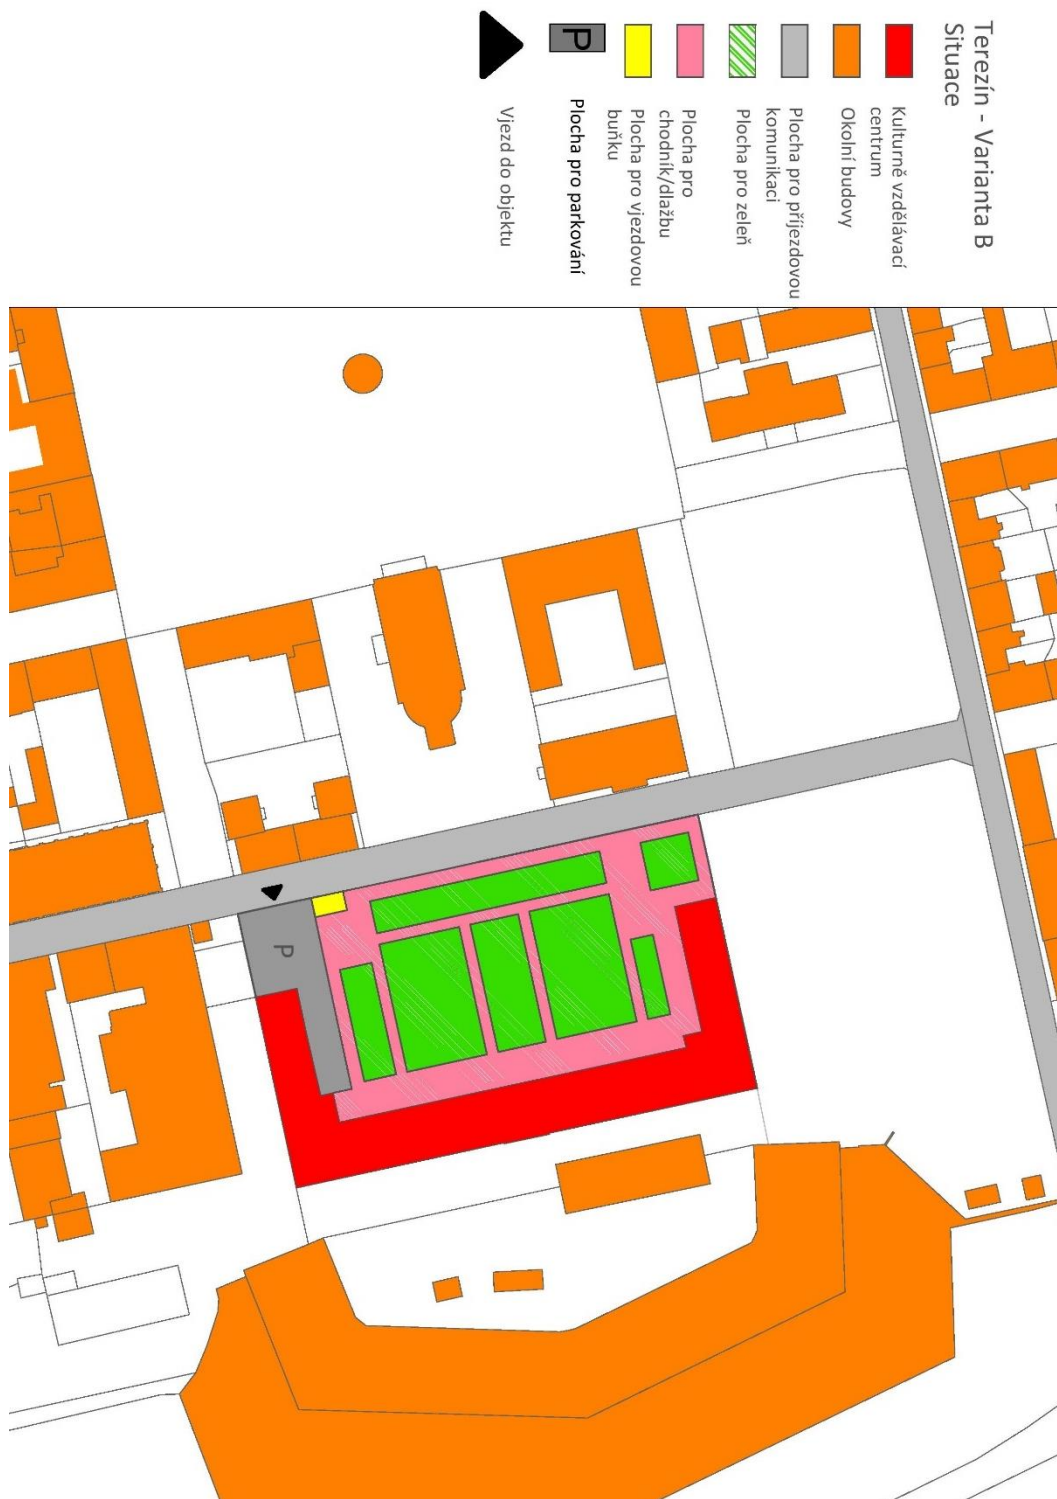 Terezín - Varianta B
Situace
Kulturně vzdělávací
centrum
Okolní budovy
Plocha pro příjezdovou
komunikaci
Plocha pro zeleň
Plocha pro
chodník/dlažbu
Plocha pro vjezdovou
buňku
P
Plocha pro parkování
Vjezd do objektu
P